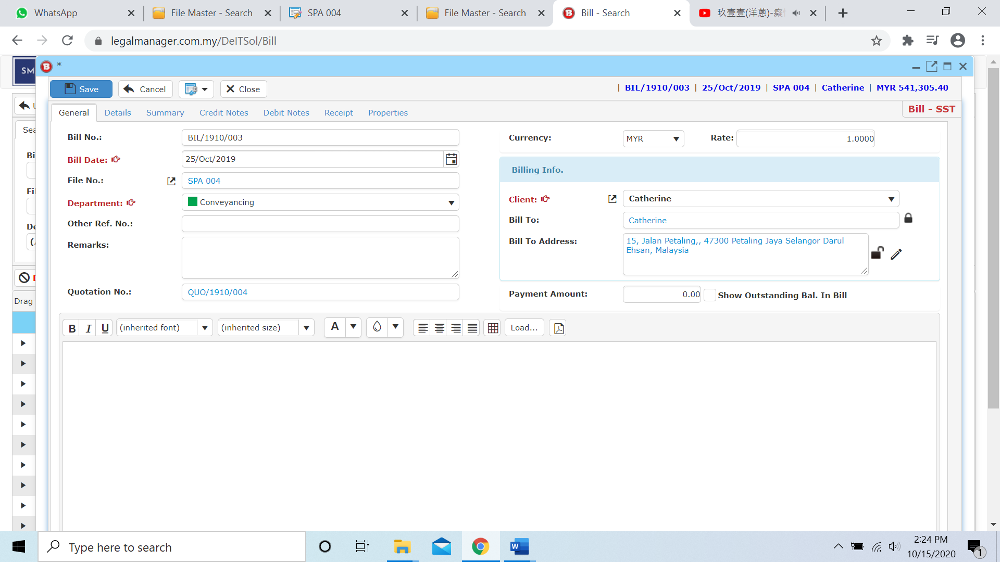 WhatsApp
File Master - Search
SPA 004
File Master - Search
Bill - Search
玖壹壹(洋蔥)-癡
legalmanager.com.my/DeITSol/Bill
SM
*
Save
Cancel
Close
| BIL/1910/003 | 25/Oct/2019 | SPA 004 | Catherine | MYR 541,305.40
General
Details
Summary
Credit Notes
Debit Notes
Receipt
Properties
Bill - SST
Sea
Bill No.:
BIL/1910/003
Currency:
MYR
Rate:
1.0000
Bi
Bill Date:
25/Oct/2019
Billing Info.
File No.:
SPA 004
Fi
Department:
Conveyancing
Client:
Catherine
Other Ref. No.:
Bill To:
Catherine
De
Remarks:
Bill To Address:
15, Jalan Petaling,, 47300 Petaling Jaya Selangor Darul
Ehsan, Malaysia
Quotation No.:
QUO/1910/004
Payment Amount:
0.00
Show Outstanding Bal. In Bill
Drag
B I U
(inherited font)
(inherited size)
A
Load...
Type here to search
2:24 PM
10/15/2020
1